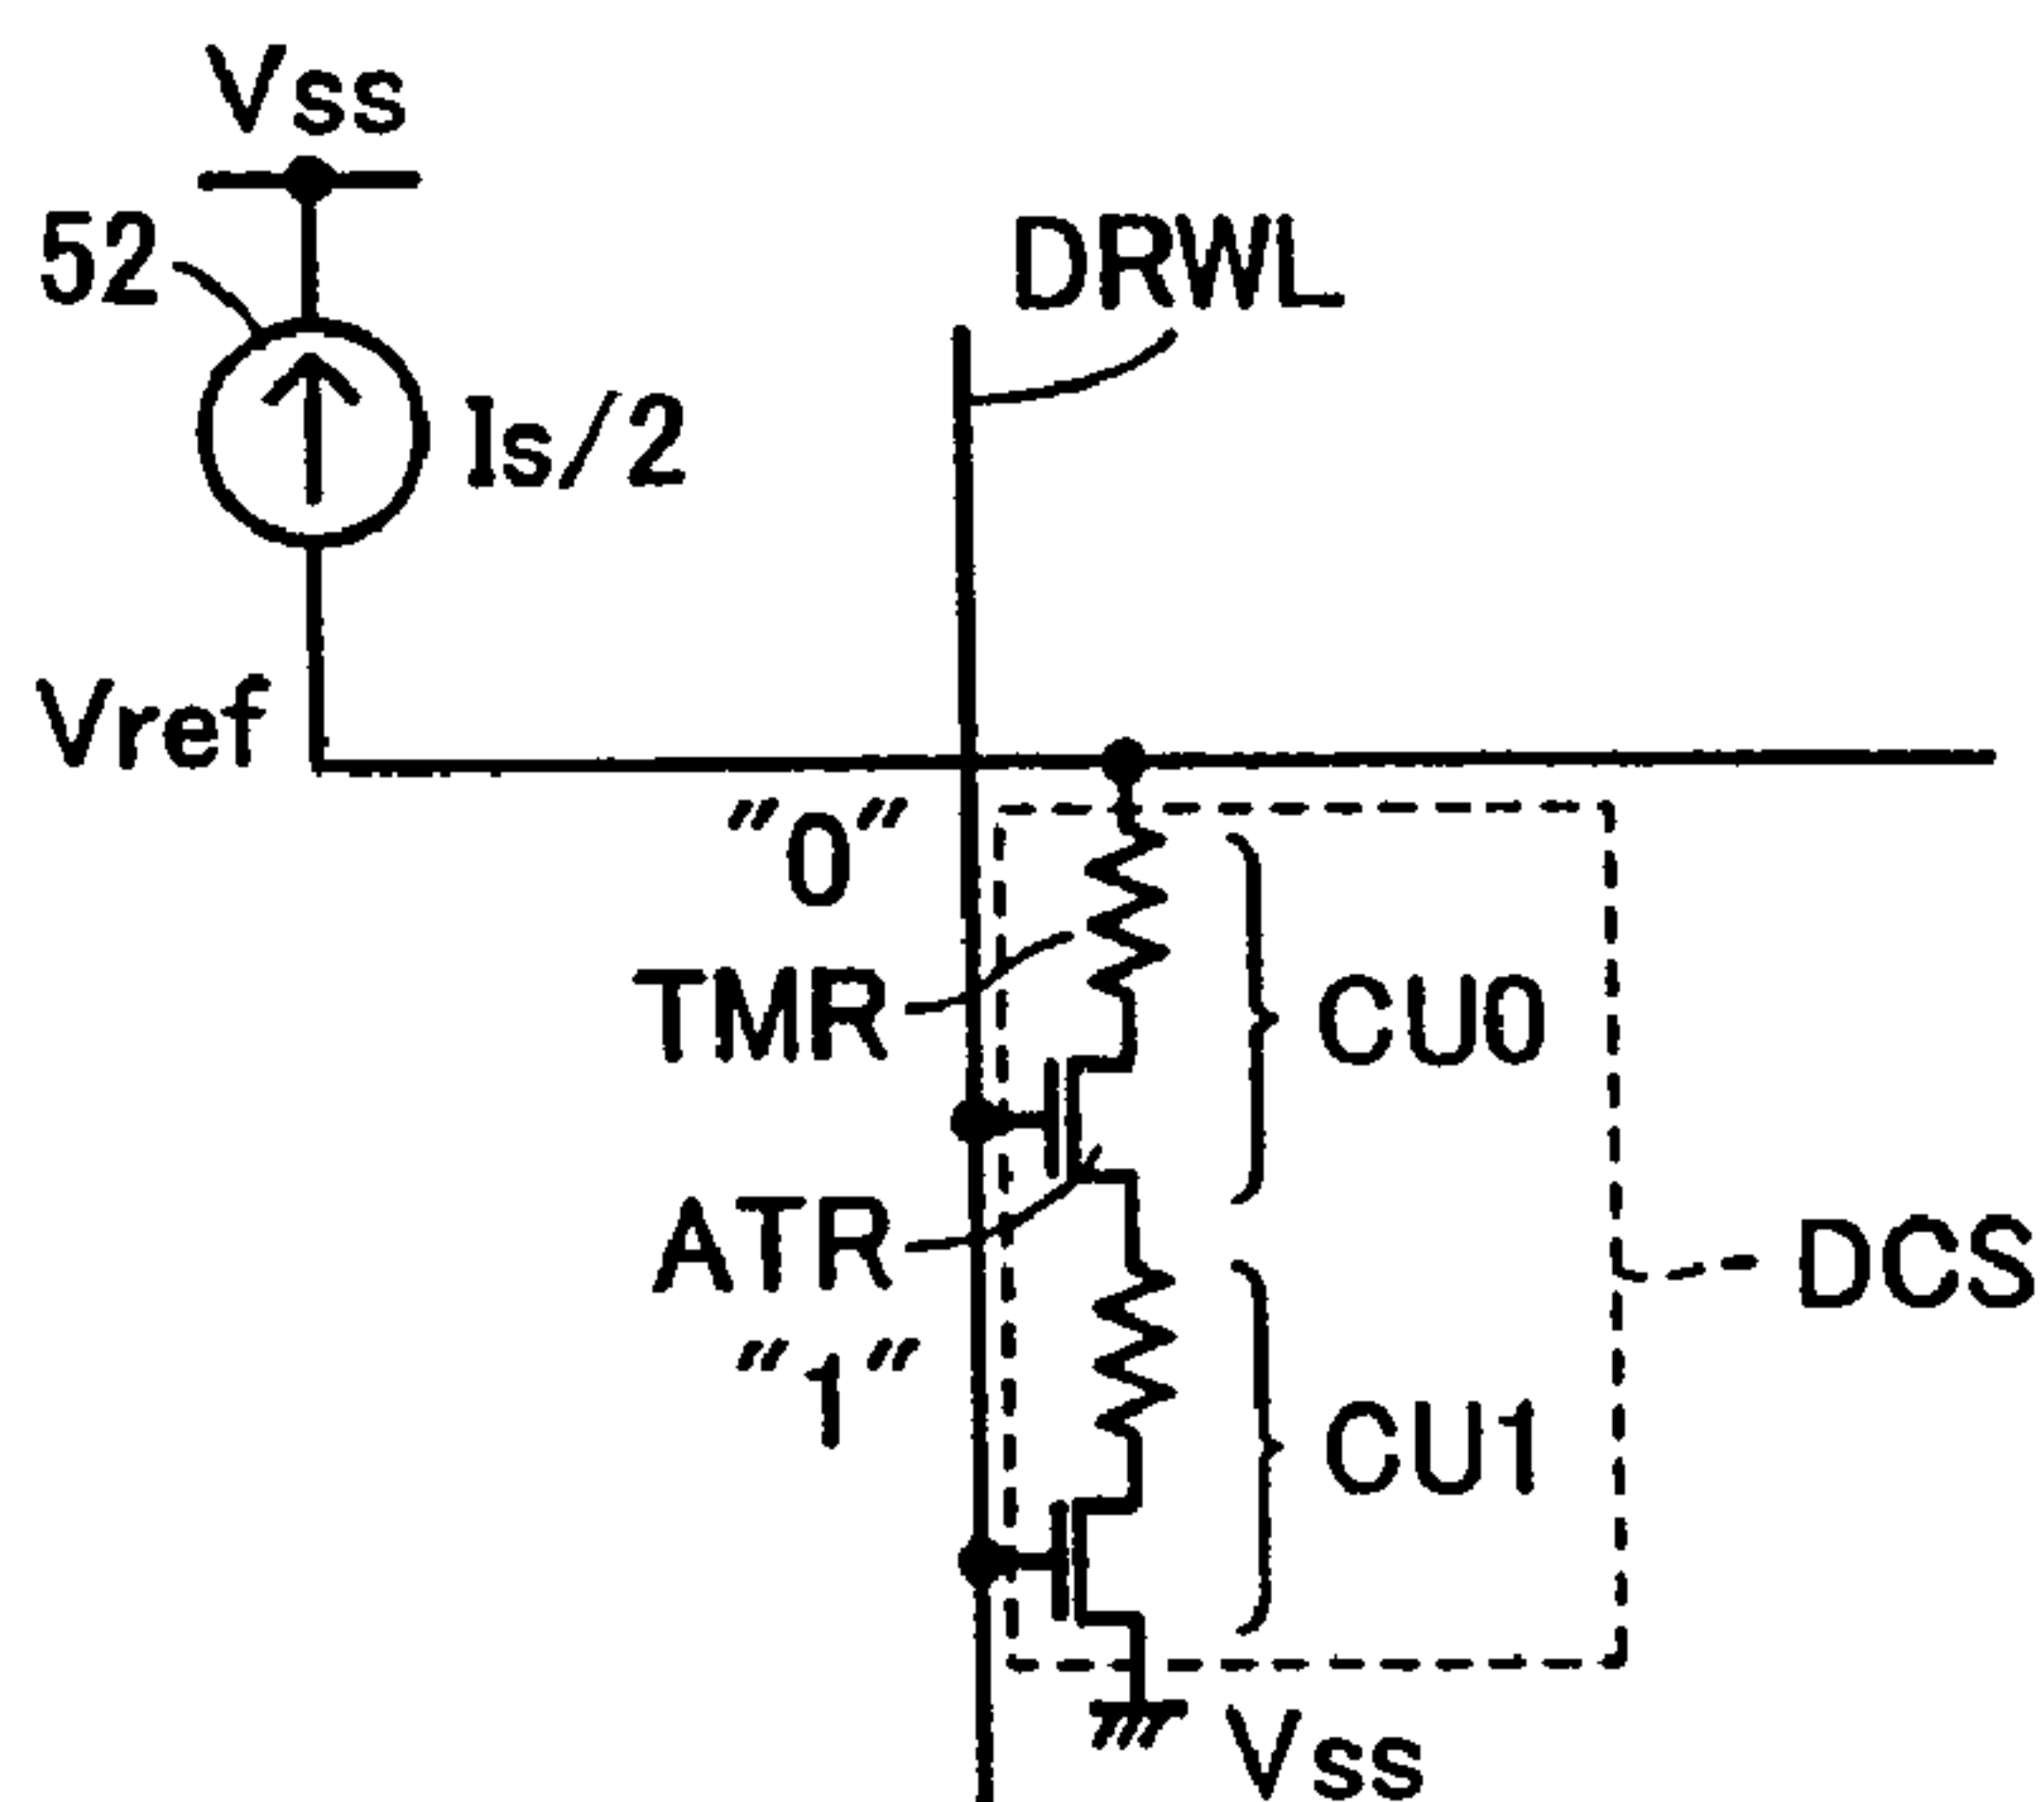 Vss
52
DRWL
Is/2
Vref
"0"
TMR
CU0
ATR
DCS
"1"
CU1
Vss